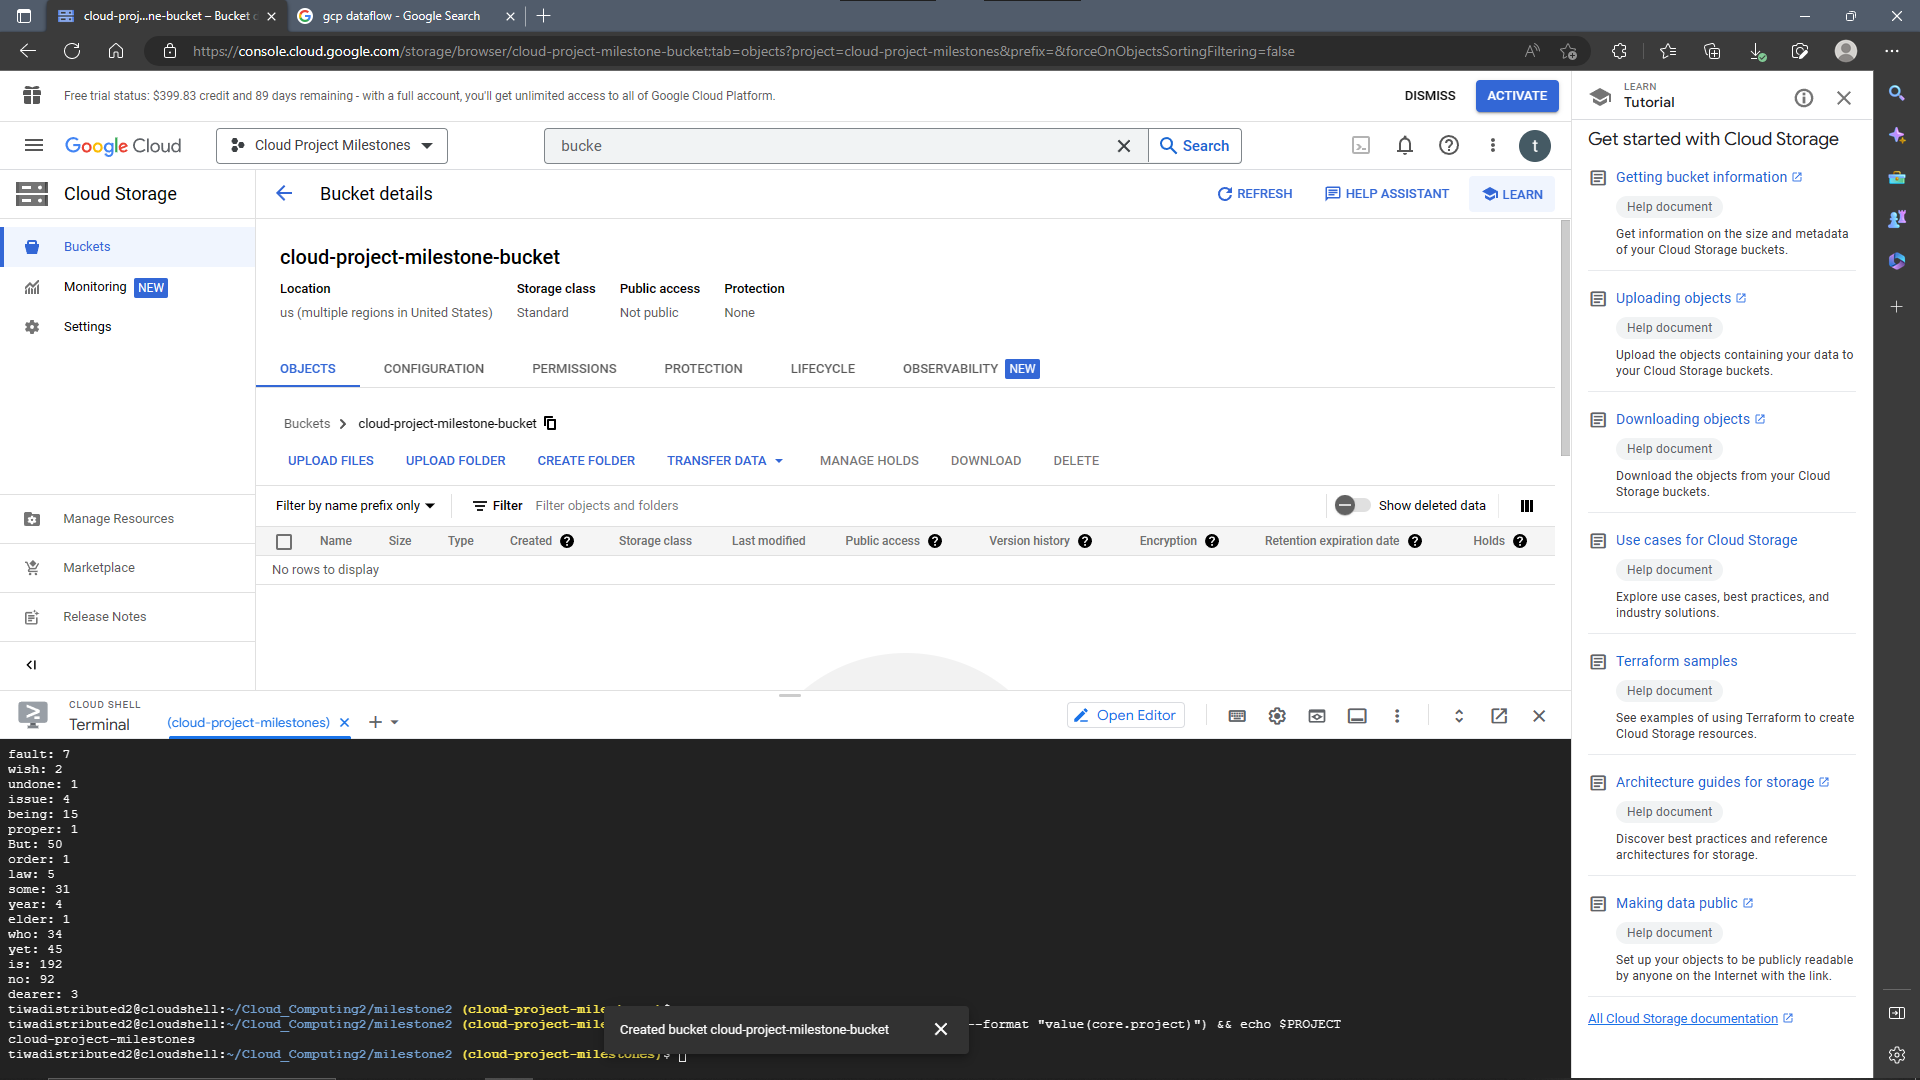 cloud-proj...ne-bucket – Bucket d
gcp dataflow - Google Search
https://console.cloud.google.com/storage/browser/cloud-project-milestone-bucket;tab=objects?project=cloud-project-milestones&prefix=&forceOnObjectsSortingFiltering=false
Free trial status: $399.83 credit and 89 days remaining - with a full account, you'll get unlimited access to all of Google Cloud Platform.
DISMISS
ACTIVATE
Google Cloud
Cloud Project Milestones
bucke
Search
t
Cloud Storage
Buckets
Monitoring NEW
Settings
Manage Resources
Marketplace
Release Notes
Bucket details
REFRESH
HELP ASSISTANT
LEARN
cloud-project-milestone-bucket
Location
Storage class
Public access
Protection
us (multiple regions in United States)
Standard
Not public
None
OBJECTS
CONFIGURATION
PERMISSIONS
PROTECTION
LIFECYCLE
OBSERVABILITY NEW
Buckets
cloud-project-milestone-bucket
UPLOAD FILES
UPLOAD FOLDER
CREATE FOLDER
TRANSFER DATA
MANAGE HOLDS
DOWNLOAD
DELETE
Filter by name prefix only
Filter
Filter objects and folders
Show deleted data
Name
Size
Type
Created
Storage class
Last modified
Public access
Version history
Encryption
Retention expiration date
Holds
No rows to display
CLOUD SHELL
Terminal
(cloud-project-milestones)
Open Editor
fault: 7
wish: 2
undone: 1
issue: 4
being: 15
proper: 1
But: 50
order: 1
law: 5
some: 31
year: 4
elder: 1
who: 34
yet: 45
is: 192
no: 92
dearer: 3
tiwadistributed2@cloudshell:~/Cloud_Computing2/milestone2 (cloud-project-mile
tiwadistributed2@cloudshell:~/Cloud_Computing2/milestone2 (cloud-project-mile --format "value(core.project)") && echo $PROJECT
cloud-project-milestones
tiwadistributed2@cloudshell:~/Cloud_Computing2/milestone2 (cloud-project-milestones)$
Created bucket cloud-project-milestone-bucket
LEARN
Tutorial
Get started with Cloud Storage
Getting bucket information
Help document
Get information on the size and metadata
of your Cloud Storage buckets.
Uploading objects
Help document
Upload the objects containing your data to
your Cloud Storage buckets.
Downloading objects
Help document
Download the objects from your Cloud
Storage buckets.
Use cases for Cloud Storage
Help document
Explore use cases, best practices, and
industry solutions.
Terraform samples
Help document
See examples of using Terraform to create
Cloud Storage resources.
Architecture guides for storage
Help document
Discover best practices and reference
architectures for storage.
Making data public
Help document
Set up your objects to be publicly readable
by anyone on the Internet with the link.
All Cloud Storage documentation